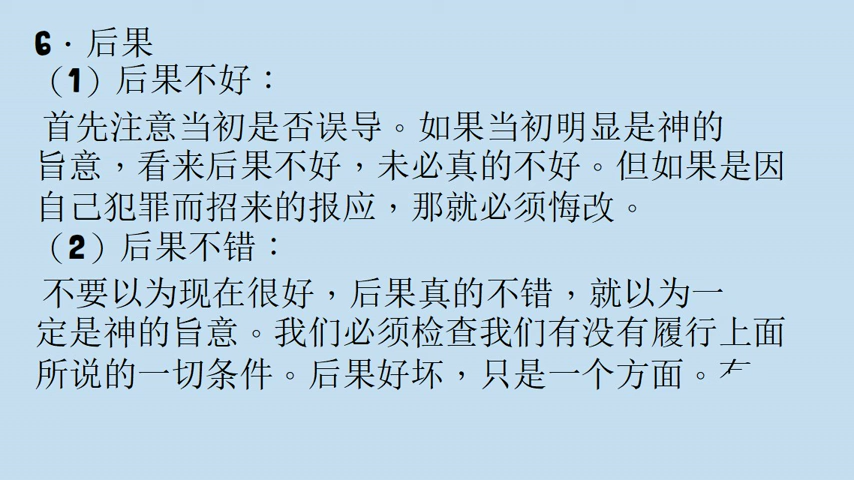 6·后果
（1）后果不好：
首先注意当初是否误导。如果当初明显是神的
旨意，看来后果不好，未必真的不好。但如果是因
自己犯罪而招来的报应，那就必须悔改。
（2）后果不错：
不要以为现在很好，后果真的不错，就以为一
定是神的旨意。我们必须检查我们有没有履行上面
所说的一切条件。后果好坏，只是一个方面。